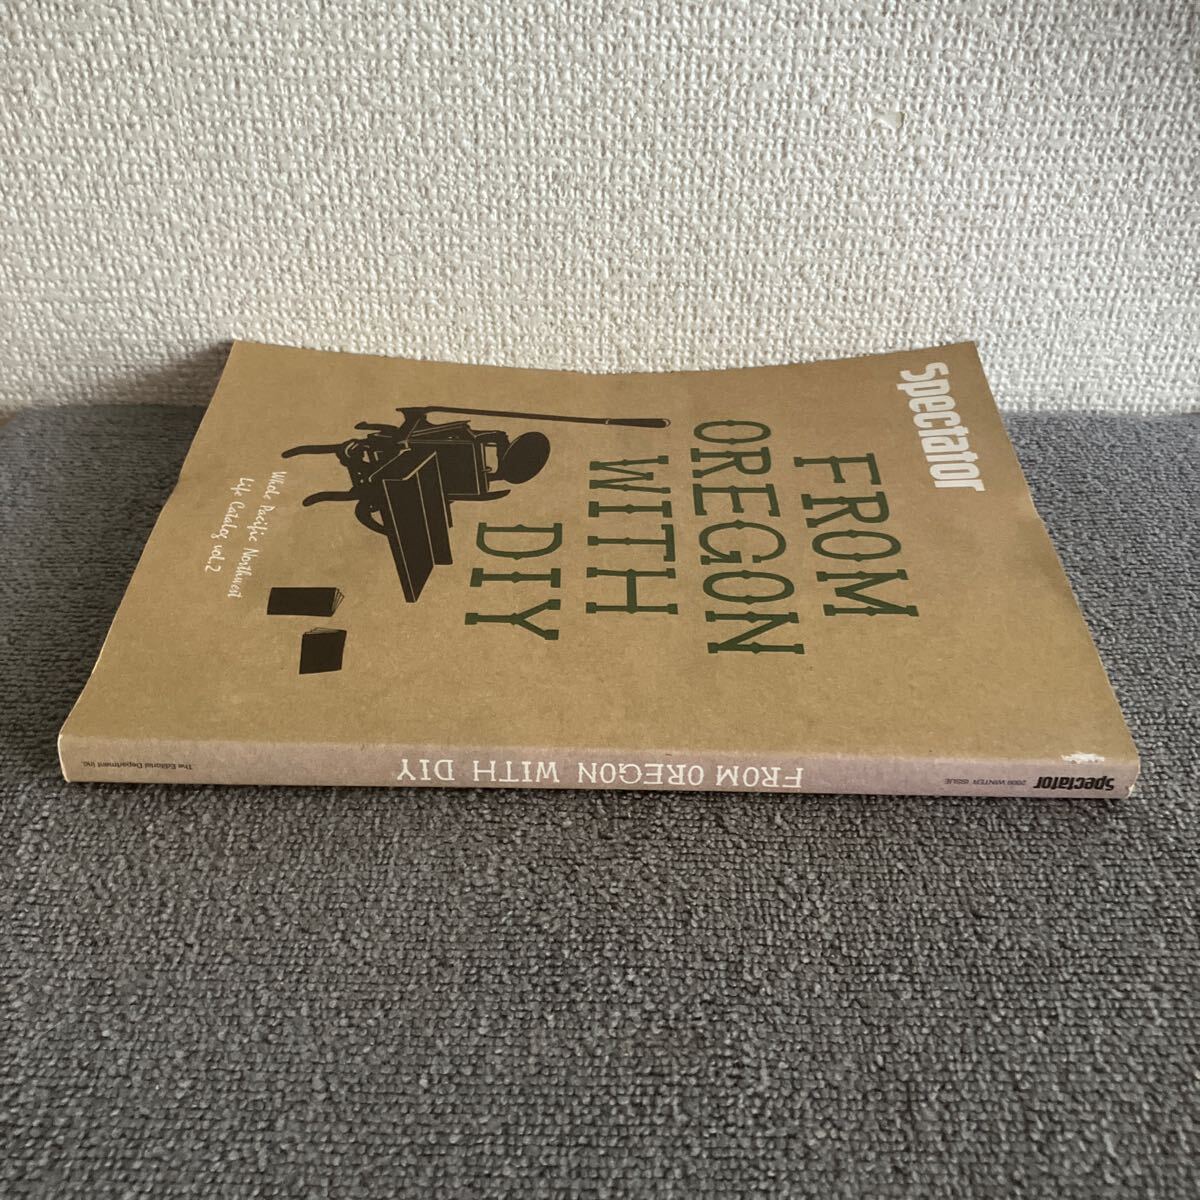 Spectator
FROM
OREGON
WITH
DIY
Whole Pacific Northwest
Life Catalog vol.2
Spectator
2009 WINTER ISSUE
FROM OREGON WITH DIY
The Editorial Department Inc.